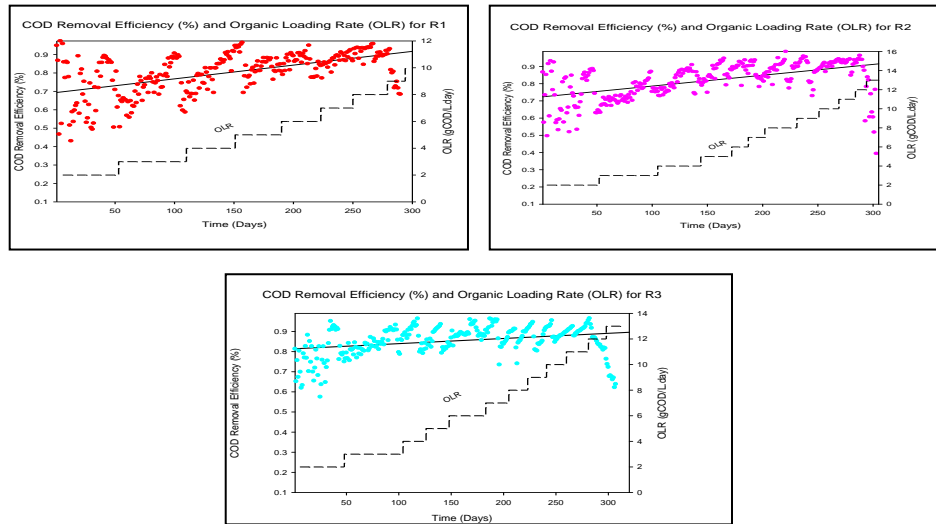 COD Removal Efficiency (%) and Organic Loading Rate (OLR) for R1
COD Removal Efficiency (%)
0.9
0.8
0.7
0.6
0.5
0.4
0.3
0.2
0.1
OLR
12
10
8
6
4
2
0
OLR (gCOD/L.day)
50 100 150 200 250 300
Time (Days)
COD Removal Efficiency (%) and Organic Loading Rate (OLR) for R2
COD Removal Efficiency (%)
0.9
0.8
0.7
0.6
0.5
0.4
0.3
0.2
0.1
OLR
16
14
12
10
8
6
4
2
0
OLR (gCOD/L.day)
50 100 150 200 250 300
Time (Days)
COD Removal Efficiency (%) and Organic Loading Rate (OLR) for R3
COD Removal Efficiency (%)
0.9
0.8
0.7
0.6
0.5
0.4
0.3
0.2
0.1
OLR
14
12
10
8
6
4
2
0
OLR (gCOD/L.day)
50 100 150 200 250 300
Time (Days)